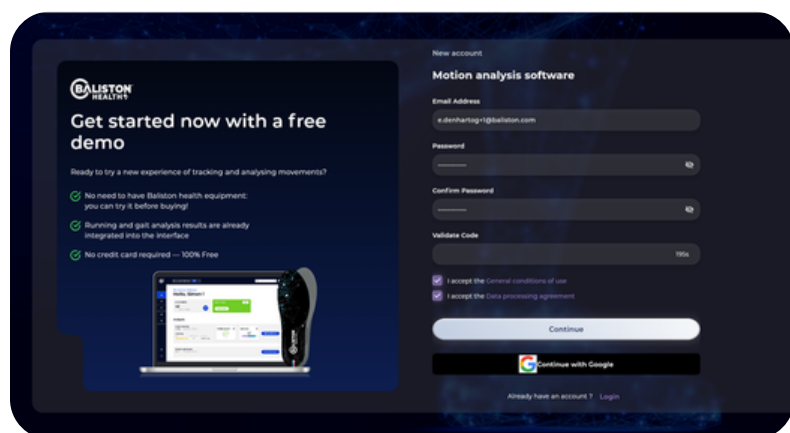 BALISTON
HEALTH
Get started now with a free
demo
Ready to try a new experience of tracking and analysing movements?
No need to have Baliston health equipment:
you can try it before buying!
Running and gait analysis results are already
integrated into the interface
No credit card required — 100% Free
Hello, Simon !
New account
Motion analysis software
Email Address
e.denhartog+1@baliston.com
Password
Confirm Password
Validate Code
195s
I accept the General conditions of use
I accept the Data processing agreement
Continue
Continue with Google
Already have an account ? Login